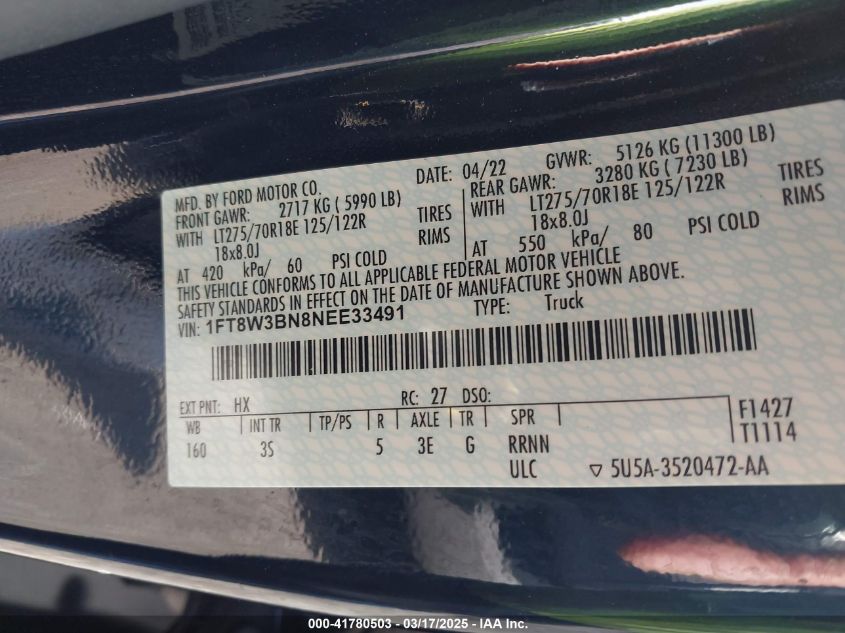 MFD. BY FORD MOTOR CO. DATE: 04/22 GVWR: 5126 KG (11300 LB)
FRONT GAWR: 2717 KG ( 5990 LB) REAR GAWR: 3280 KG ( 7230 LB)
WITH LT275/70R18E 125/122R TIRES WITH LT275/70R18E 125/122R TIRES
18x8.0J RIMS 18x8.0J RIMS
AT 420 kPa/ 60 PSI COLD AT 550 kPa/ 80 PSI COLD
THIS VEHICLE CONFORMS TO ALL APPLICABLE FEDERAL MOTOR VEHICLE
SAFETY STANDARDS IN EFFECT ON THE DATE OF MANUFACTURE SHOWN ABOVE.
VIN: 1FT8W3BN8NEE33491 TYPE: Truck
EXT PNT: HX RC: 27 DSO:
WB INT TR TP/PS R AXLE TR SPR F1427
160 3S 5 3E G RRNN T1114
ULC ▽ 5U5A-3520472-AA
000-41780503 - 03/17/2025 - IAA, Inc.